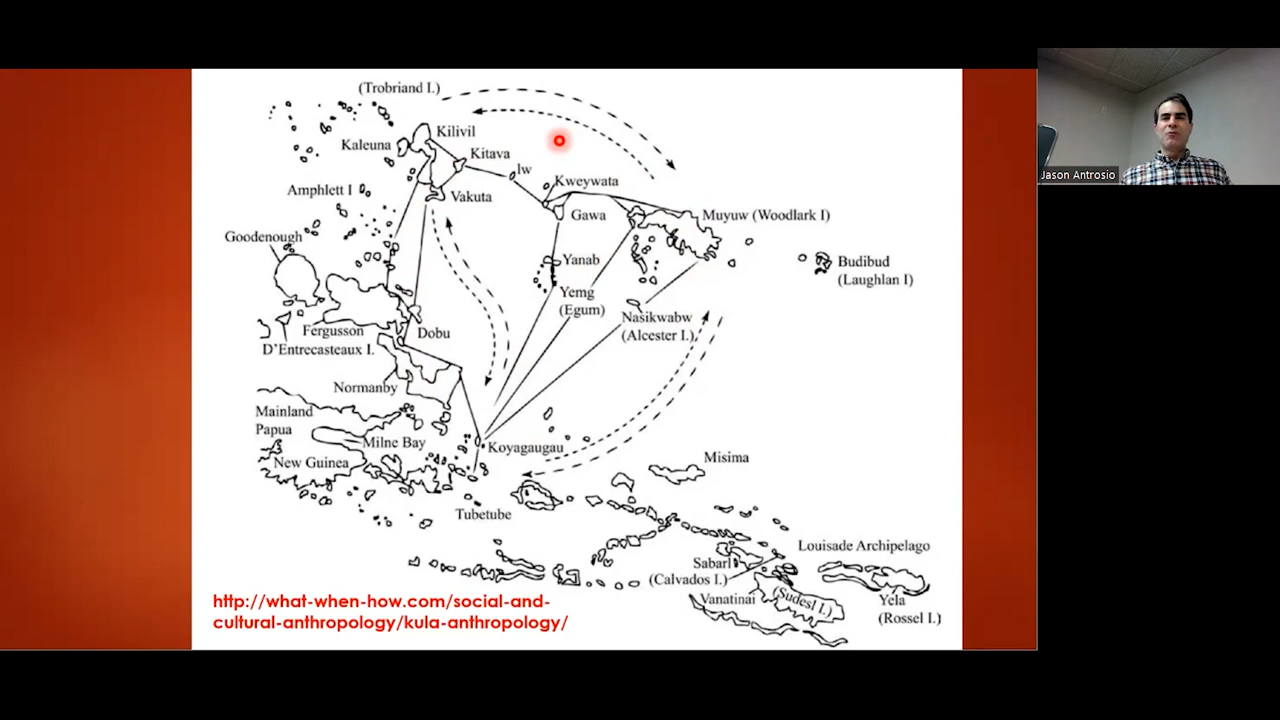 (Trobriand I.)
Kilivil
Kaleuna
Kitava
Iw
Kweywata
Amphlett I
Vakuta
Gawa
Muyuw (Woodlark I)
Goodenough
Yanab
Budibud
(Laughlan I)
Yemg
(Egum)
Nasikwabw
(Alcester I.)
Fergusson
Dobu
D'Entrecasteaux I.
Normanby
Mainland
Papua
Milne Bay
Koyagaugau
New Guinea
Misima
Tubetube
Louisade Archipelago
Sabarl
(Calvados I.)
Vanatinai
(Sudest I.)
Yela
(Rossel I.)
http://what-when-how.com/social-and-
cultural-anthropology/kula-anthropology/
Jason Antrosio